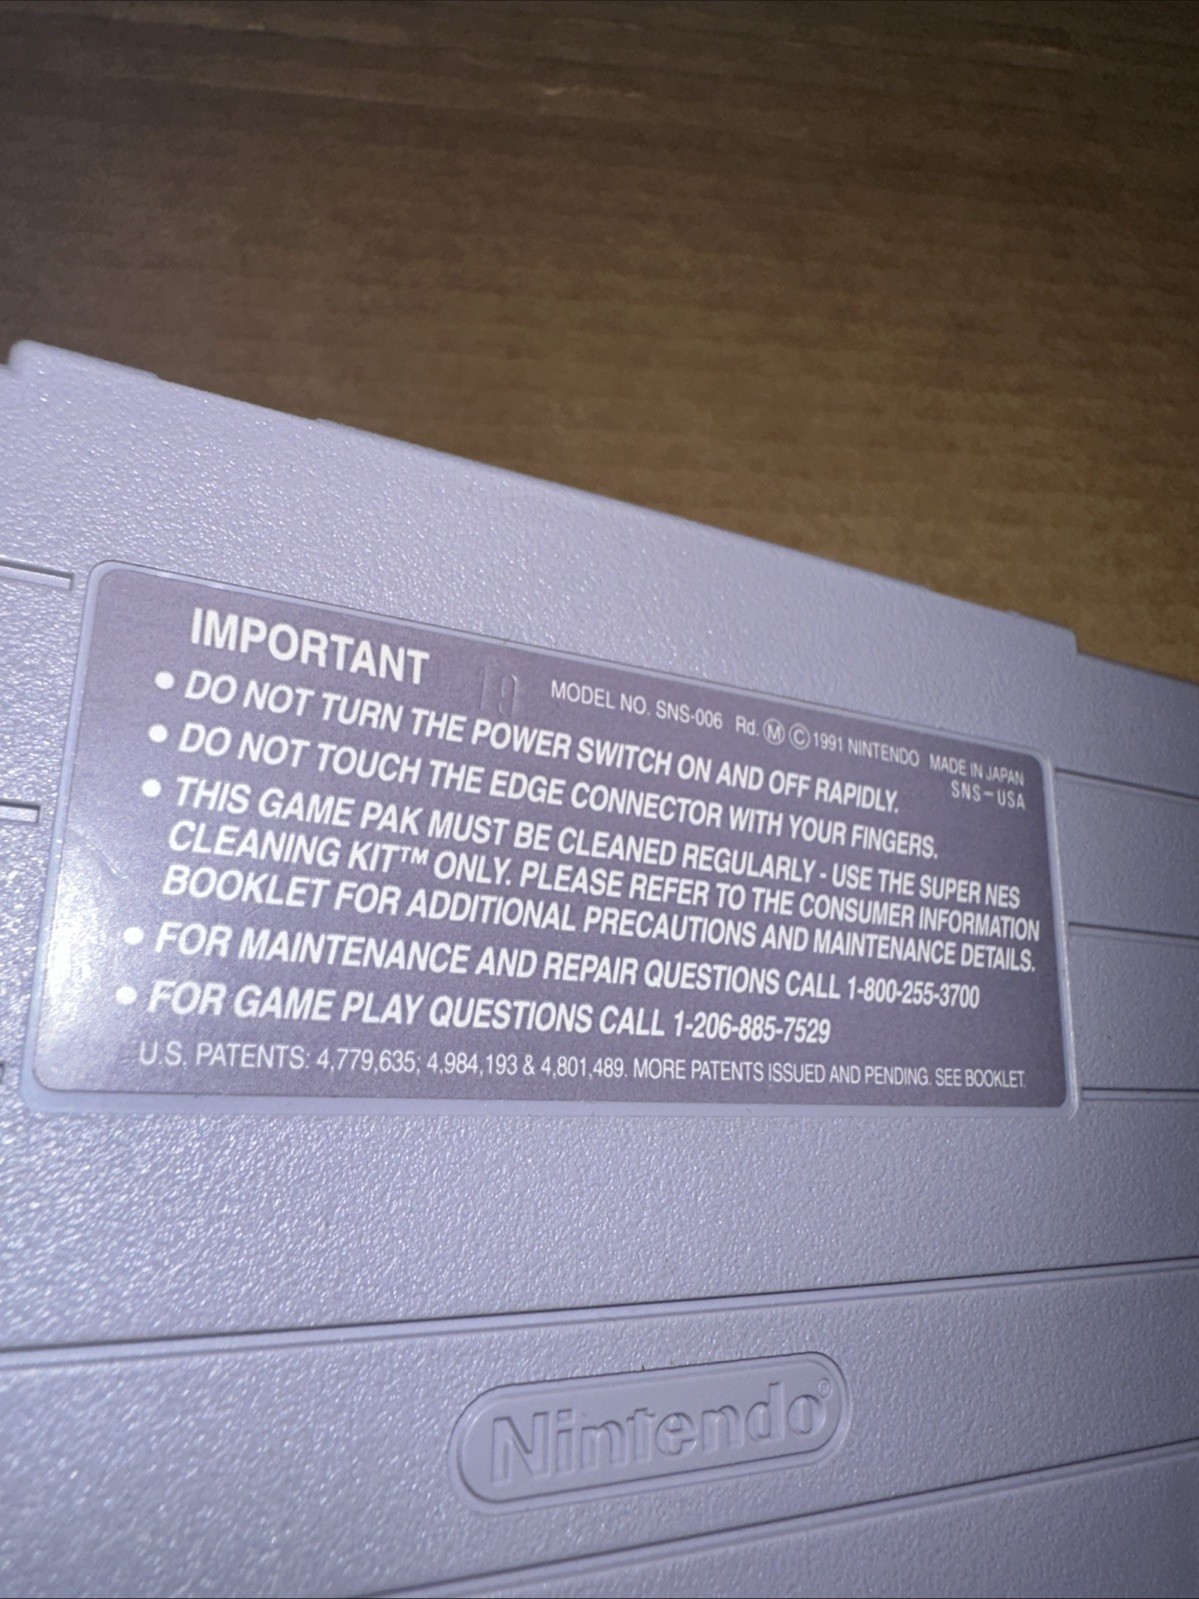 IMPORTANT
19
MODEL NO. SNS-006 Rd. Ⓜ Ⓒ 1991 NINTENDO MADE IN JAPAN
SNS-USA
• DO NOT TURN THE POWER SWITCH ON AND OFF RAPIDLY.
• DO NOT TOUCH THE EDGE CONNECTOR WITH YOUR FINGERS.
• THIS GAME PAK MUST BE CLEANED REGULARLY - USE THE SUPER NES
CLEANING KIT™ ONLY. PLEASE REFER TO THE CONSUMER INFORMATION
BOOKLET FOR ADDITIONAL PRECAUTIONS AND MAINTENANCE DETAILS.
• FOR MAINTENANCE AND REPAIR QUESTIONS CALL 1-800-255-3700
• FOR GAME PLAY QUESTIONS CALL 1-206-885-7529
U.S. PATENTS: 4,779,635; 4,984,193 & 4,801,489. MORE PATENTS ISSUED AND PENDING. SEE BOOKLET.
Nintendo®